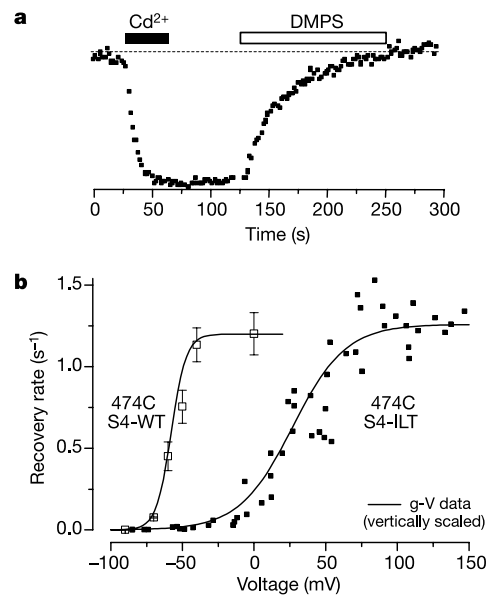 a
Cd²⁺
DMPS
0 50 100 150 200 250 300
Time (s)
b
1.5
1.0
0.5
0.0
Recovery rate (s⁻¹)
474C
S4-WT
474C
S4-ILT
g-V data
(vertically scaled)
−100 −50 0 50 100 150
Voltage (mV)